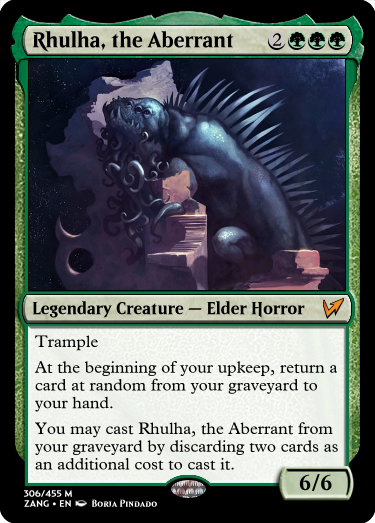 Rhulha, the Aberrant 2
Legendary Creature — Elder Horror
Trample
At the beginning of your upkeep, return a
card at random from your graveyard to
your hand.
You may cast Rhulha, the Aberrant from
your graveyard by discarding two cards as
an additional cost to cast it.
6/6
306/455 M
ZANG • EN Borja Pindado